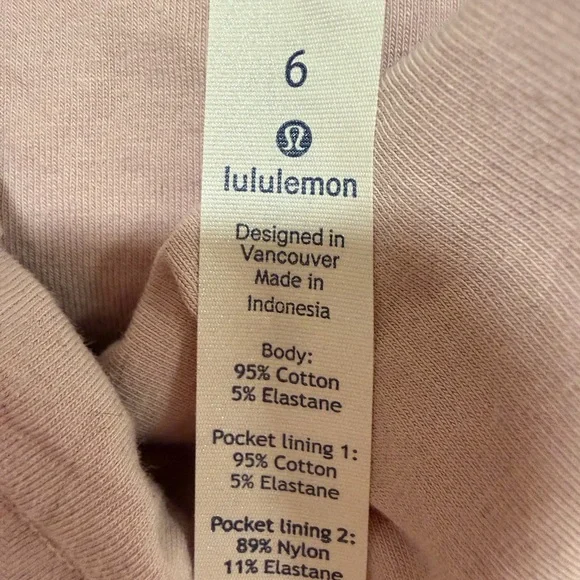 6
lululemon
Designed in
Vancouver
Made in
Indonesia
Body:
95% Cotton
5% Elastane
Pocket lining 1:
95% Cotton
5% Elastane
Pocket lining 2:
89% Nylon
11% Elastane